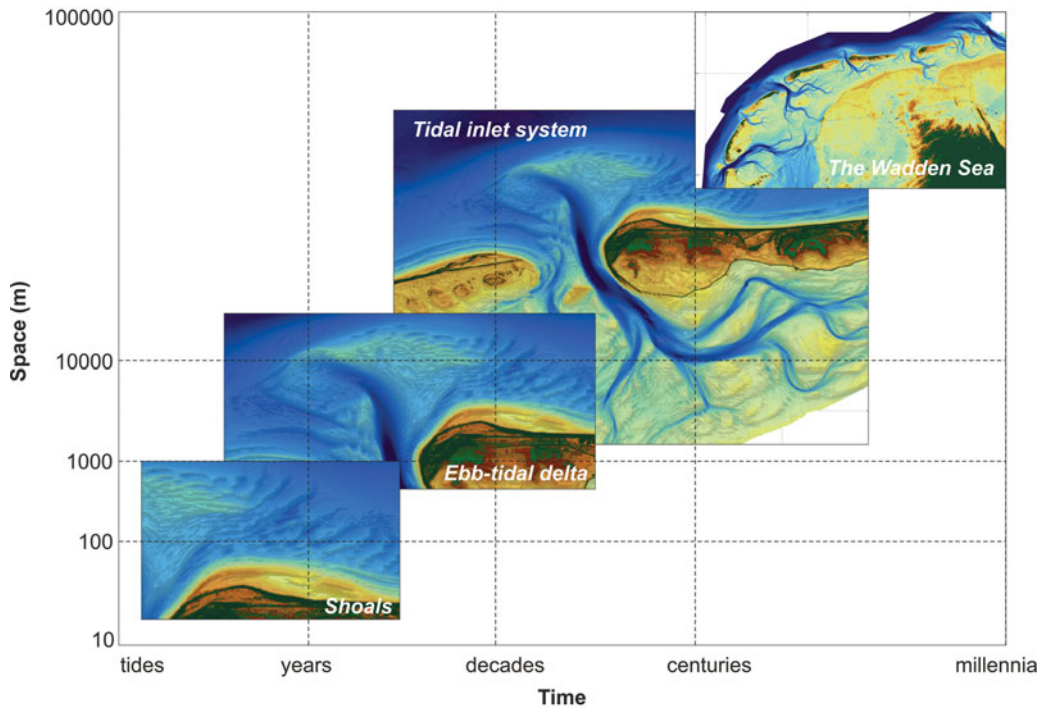 100000
Tidal inlet system
The Wadden Sea
Space (m)
10000
1000
Ebb-tidal delta
100
Shoals
10
tides years decades centuries millennia
Time